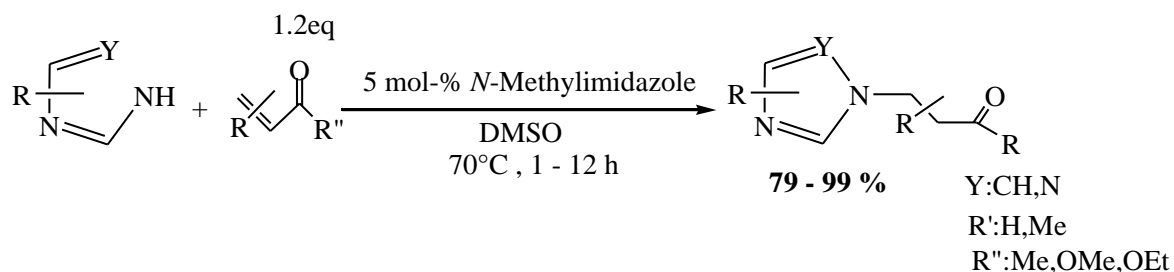 1.2eq
Y
R
NH
N
+
O
R
R"
5 mol-% N-Methylimidazole
DMSO
70°C , 1 - 12 h
Y
R
N
N
R
O
R
79 - 99 %
Y:CH,N
R':H,Me
R":Me,OMe,OEt